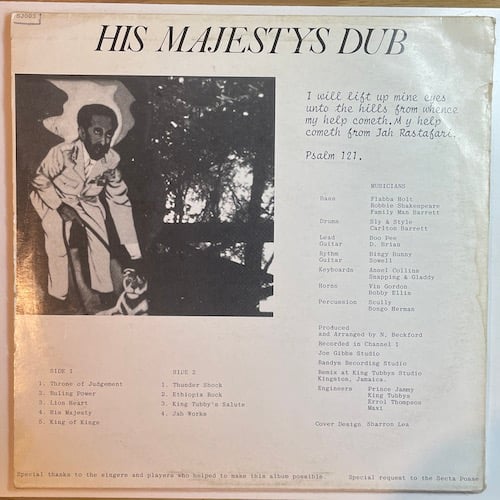 SJ003
HIS MAJESTYS DUB
I will lift up mine eyes
unto the hills from whence
my help cometh. My help
cometh from Jah Rastafari.
Psalm 121.
MUSICIANS
Bass Flabba Holt
Robbie Shakespeare
Family Man Barrett
Drums Sly & Style
Carlton Barrett
Lead Boo Pee
Guitar D. Brian
Rythm Bingy Bunny
Guitar Sowell
Keyboards Ansel Collins
Snapping & Gladdy
Horns Vin Gordon
Bobby Ellis
Percussion Scully
Bongo Herman
Produced
and Arranged by N. Beckford
Recorded in Channel 1
Joe Gibbs Studio
Randys Recording Studio
Remix at King Tubbys Studio
Kingston, Jamaica.
Engineers Prince Jammy
King Tubbys
Errol Thompson
Maxi
Cover Design Sharron Lea
SIDE 1
1. Throne of Judgement
2. Ruling Power
3. Lion Heart
4. His Majesty
5. King of Kings
SIDE 2
1. Thunder Shock
2. Ethiopia Rock
3. King Tubby's Salute
4. Jah Works
Special thanks to the singers and players who helped to make this album possible.
Special request to the Secta Pusse